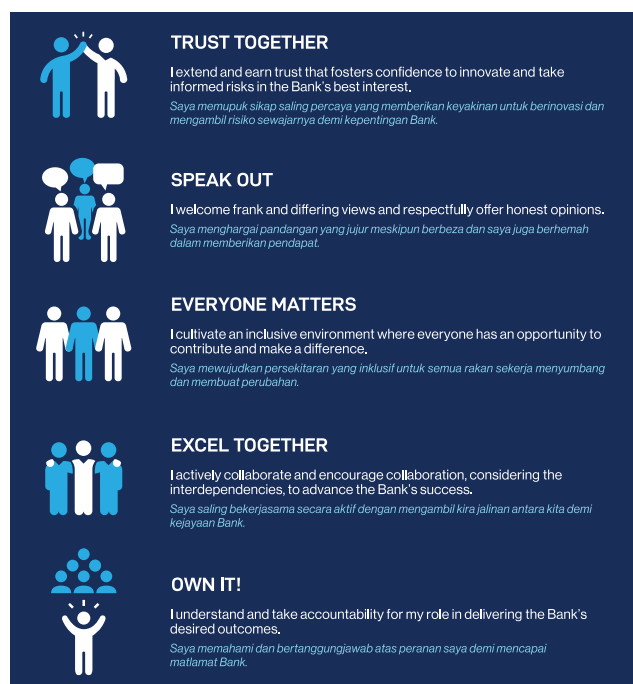 TRUST TOGETHER
I extend and earn trust that fosters confidence to innovate and take
informed risks in the Bank's best interest.
Saya memupuk sikap saling percaya yang memberikan keyakinan untuk berinovasi dan
mengambil risiko sewajarnya demi kepentingan Bank.
SPEAK OUT
I welcome frank and differing views and respectfully offer honest opinions.
Saya menghargai pandangan yang jujur meskipun berbeza dan saya juga berhemah
dalam memberikan pendapat.
EVERYONE MATTERS
I cultivate an inclusive environment where everyone has an opportunity to
contribute and make a difference.
Saya mewujudkan persekitaran yang inklusif untuk semua rakan sekerja menyumbang
dan membuat perubahan.
EXCEL TOGETHER
I actively collaborate and encourage collaboration, considering the
interdependencies, to advance the Bank's success.
Saya saling bekerjasama secara aktif dengan mengambil kira jalinan antara kita demi
kejayaan Bank.
OWN IT!
I understand and take accountability for my role in delivering the Bank's
desired outcomes.
Saya memahami dan bertanggungjawab atas peranan saya demi mencapai
matlamat Bank.